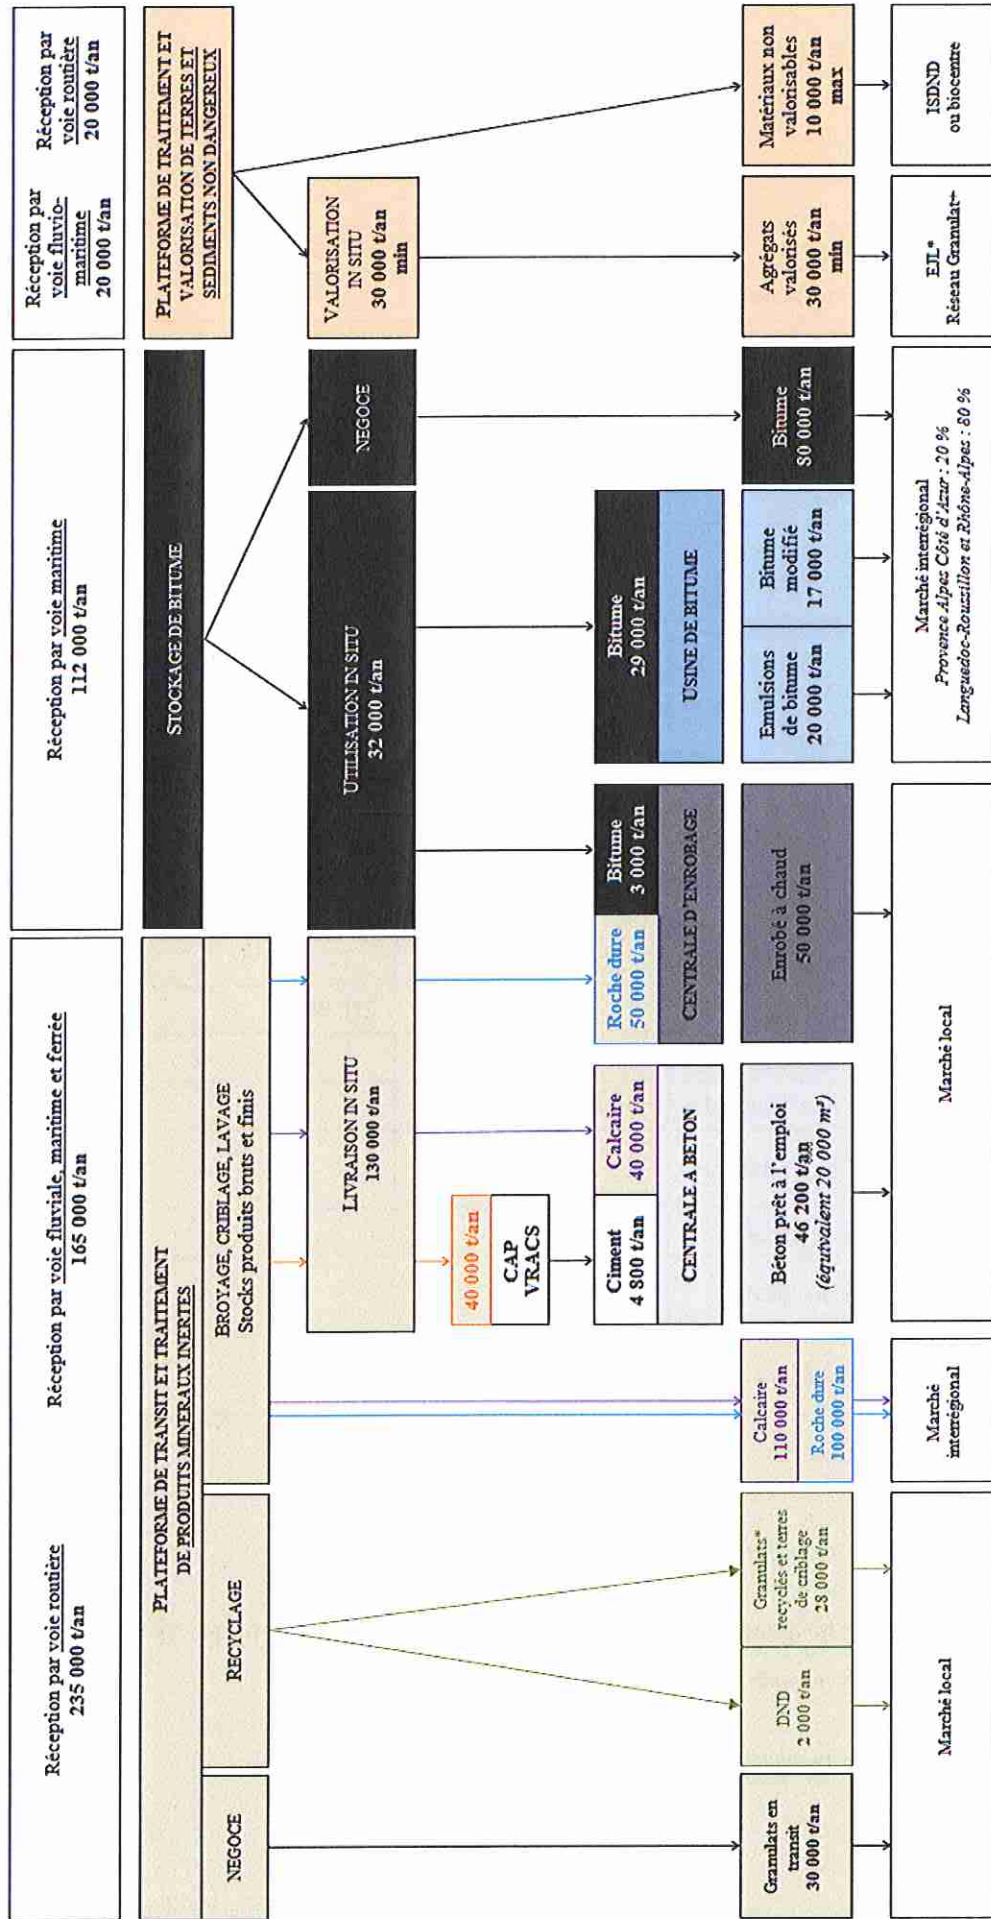 Réception par voie routière
235 000 t/an
Réception par voie fluviale, maritime et ferrée
165 000 t/an
Réception par voie maritime
112 000 t/an
Réception par
voie fluvio-
maritime
20 000 t/an
Réception par
voie routière
20 000 t/an
PLATEFORME DE TRANSIT ET TRAITEMENT
DE PRODUITS MINERAUX INERTES
STOCKAGE DE BITUME
PLATEFORME DE TRAITEMENT ET
VALORISATION DE TERRES ET
SEDIMENTS NON DANGEREUX
NEGOCE
RECYCLAGE
BROYAGE, CRIBLAGE, LAVAGE
Stocks produits bruts et finis
LIVRAISON IN SITU
130 000 t/an
UTILISATION IN SITU
32 000 t/an
NEGOCE
VALORISATION
IN SITU
30 000 t/an
min
40 000 t/an
CAP
VRACS
Ciment
4 800 t/an
Calcaire
40 000 t/an
CENTRALE A BETON
Roche dure
50 000 t/an
Bitume
3 000 t/an
CENTRALE D'ENROBAGE
Bitume
29 000 t/an
USINE DE BITUME
Granulats en
transit
30 000 t/an
DND
2 000 t/an
Granulats*
recyclés et terres
de criblage
28 000 t/an
Calcaire
110 000 t/an
Roche dure
100 000 t/an
Béton prêt à l'emploi
46 200 t/an
(équivalent 20 000 m³)
Enrobé à chaud
50 000 t/an
Emulsions
de bitume
20 000 t/an
Bitume
modifié
17 000 t/an
Bitume
80 000 t/an
Agrégats
valorisés
30 000 t/an
min
Matériaux non
valorisables
10 000 t/an
max
Marché local
Marché
interrégional
Marché local
Marché interrégional
Provence Alpes Côté d'Azur : 20 %
Languedoc-Roussillon et Rhône-Alpes : 80 %
EJL*
Réseau Granulat+
ISDND
ou biocentre